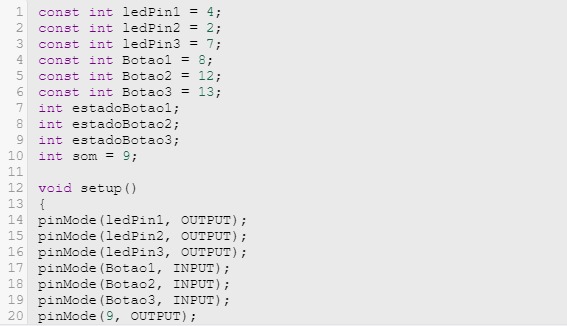 1 const int ledPin1 = 4;
2 const int ledPin2 = 2;
3 const int ledPin3 = 7;
4 const int Botao1 = 8;
5 const int Botao2 = 12;
6 const int Botao3 = 13;
7 int estadoBotao1;
8 int estadoBotao2;
9 int estadoBotao3;
10 int som = 9;
11
12 void setup()
13 {
14 pinMode(ledPin1, OUTPUT);
15 pinMode(ledPin2, OUTPUT);
16 pinMode(ledPin3, OUTPUT);
17 pinMode(Botao1, INPUT);
18 pinMode(Botao2, INPUT);
19 pinMode(Botao3, INPUT);
20 pinMode(9, OUTPUT);